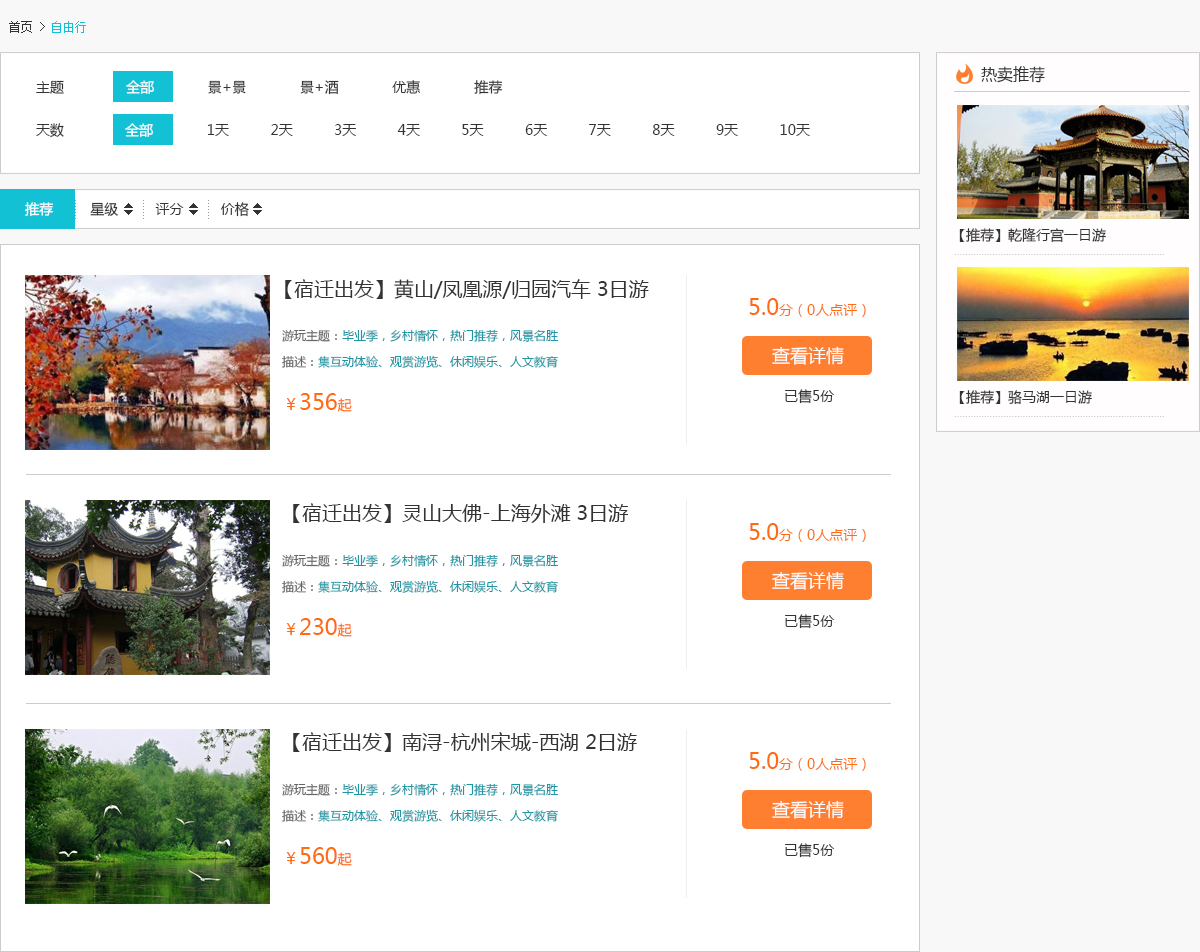 首页 > 自由行
主题 全部 景+景 景+酒 优惠 推荐
天数 全部 1天 2天 3天 4天 5天 6天 7天 8天 9天 10天
推荐 星级 评分 价格
【宿迁出发】黄山/凤凰源/归园汽车 3日游
游玩主题：毕业季，乡村情怀，热门推荐，风景名胜
描述：集互动体验、观赏游览、休闲娱乐、人文教育
￥356起
5.0分（0人点评）
查看详情
已售5份
【宿迁出发】灵山大佛-上海外滩 3日游
游玩主题：毕业季，乡村情怀，热门推荐，风景名胜
描述：集互动体验、观赏游览、休闲娱乐、人文教育
￥230起
5.0分（0人点评）
查看详情
已售5份
【宿迁出发】南浔-杭州宋城-西湖 2日游
游玩主题：毕业季，乡村情怀，热门推荐，风景名胜
描述：集互动体验、观赏游览、休闲娱乐、人文教育
￥560起
5.0分（0人点评）
查看详情
已售5份
热卖推荐
【推荐】乾隆行宫一日游
【推荐】骆马湖一日游